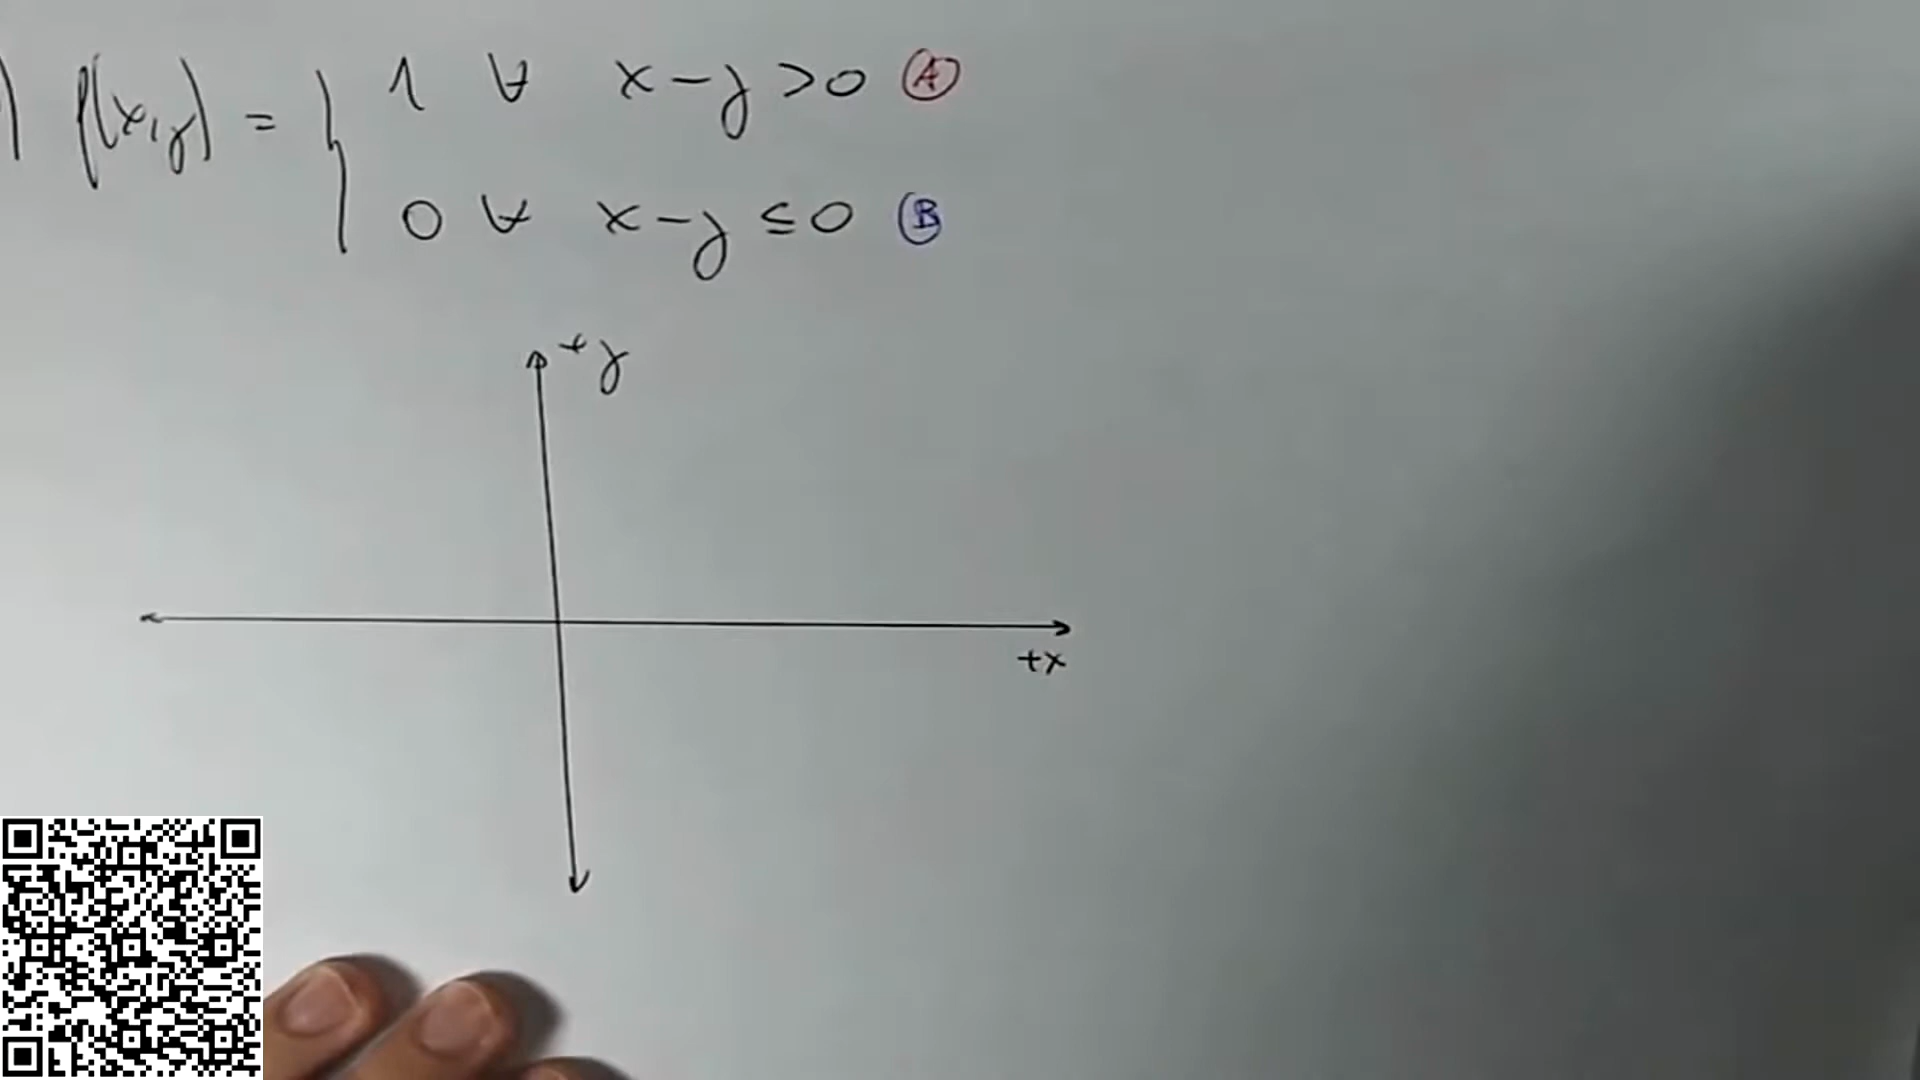 ) f(x,y) = { 1 ∀ x-y>0 Ⓐ
0 ∀ x-y≤0 Ⓑ
+y
+x